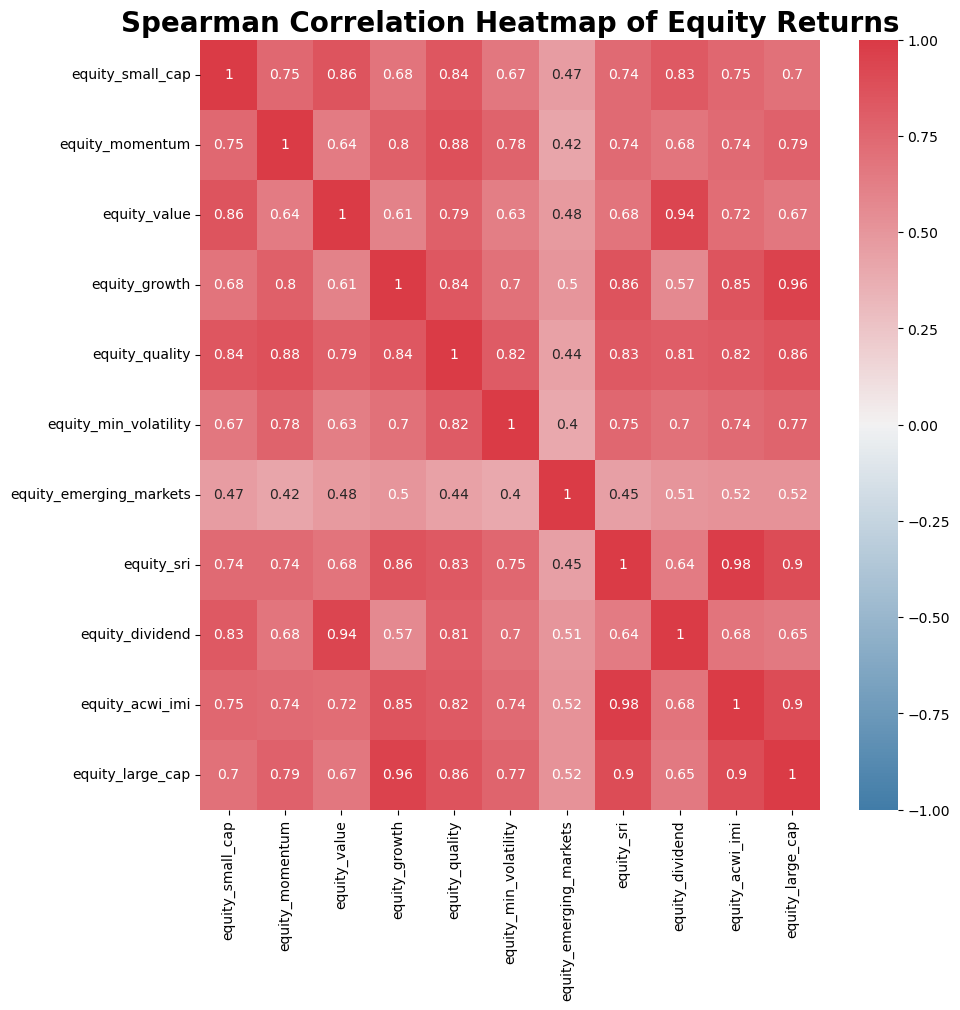 Spearman Correlation Heatmap of Equity Returns
equity_small_cap 1 0.75 0.86 0.68 0.84 0.67 0.47 0.74 0.83 0.75 0.7
equity_momentum 0.75 1 0.64 0.8 0.88 0.78 0.42 0.74 0.68 0.74 0.79
equity_value 0.86 0.64 1 0.61 0.79 0.63 0.48 0.68 0.94 0.72 0.67
equity_growth 0.68 0.8 0.61 1 0.84 0.7 0.5 0.86 0.57 0.85 0.96
equity_quality 0.84 0.88 0.79 0.84 1 0.82 0.44 0.83 0.81 0.82 0.86
equity_min_volatility 0.67 0.78 0.63 0.7 0.82 1 0.4 0.75 0.7 0.74 0.77
equity_emerging_markets 0.47 0.42 0.48 0.5 0.44 0.4 1 0.45 0.51 0.52 0.52
equity_sri 0.74 0.74 0.68 0.86 0.83 0.75 0.45 1 0.64 0.98 0.9
equity_dividend 0.83 0.68 0.94 0.57 0.81 0.7 0.51 0.64 1 0.68 0.65
equity_acwi_imi 0.75 0.74 0.72 0.85 0.82 0.74 0.52 0.98 0.68 1 0.9
equity_large_cap 0.7 0.79 0.67 0.96 0.86 0.77 0.52 0.9 0.65 0.9 1
equity_small_cap
equity_momentum
equity_value
equity_growth
equity_quality
equity_min_volatility
equity_emerging_markets
equity_sri
equity_dividend
equity_acwi_imi
equity_large_cap
1.00
0.75
0.50
0.25
0.00
−0.25
−0.50
−0.75
−1.00